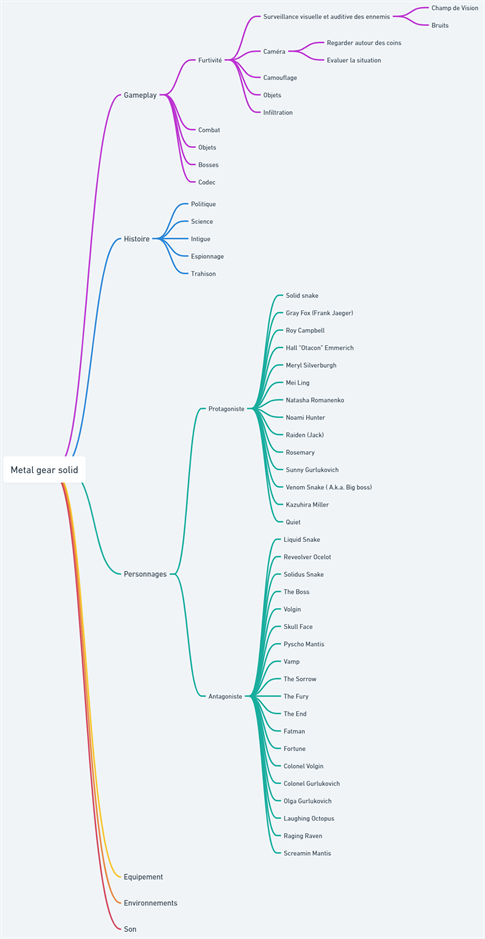 Metal gear solid
Gameplay
Furtivité
Surveillance visuelle et auditive des ennemis
Champ de Vision
Bruits
Caméra
Regarder autour des coins
Evaluer la situation
Camouflage
Objets
Infiltration
Combat
Objets
Bosses
Codec
Histoire
Politique
Science
Intigue
Espionnage
Trahison
Personnages
Protagoniste
Solid snake
Gray Fox (Frank Jaeger)
Roy Campbell
Hall "Otacon" Emmerich
Meryl Silverburgh
Mei Ling
Natasha Romanenko
Noami Hunter
Raiden (Jack)
Rosemary
Sunny Gurlukovich
Venom Snake ( A.k.a. Big boss)
Kazuhira Miller
Quiet
Antagoniste
Liquid Snake
Reveolver Ocelot
Solidus Snake
The Boss
Volgin
Skull Face
Pyscho Mantis
Vamp
The Sorrow
The Fury
The End
Fatman
Fortune
Colonel Volgin
Colonel Gurlukovich
Olga Gurlukovich
Laughing Octopus
Raging Raven
Screamin Mantis
Equipement
Environnements
Son